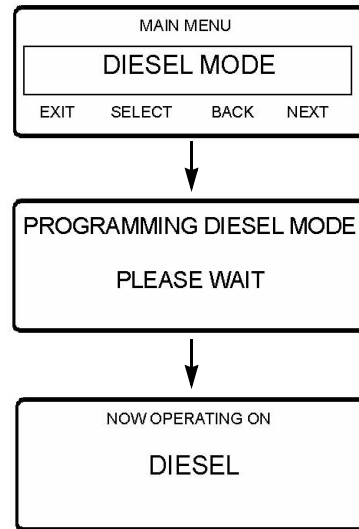 MAIN MENU
DIESEL MODE
EXIT SELECT BACK NEXT
PROGRAMMING DIESEL MODE
PLEASE WAIT
NOW OPERATING ON
DIESEL